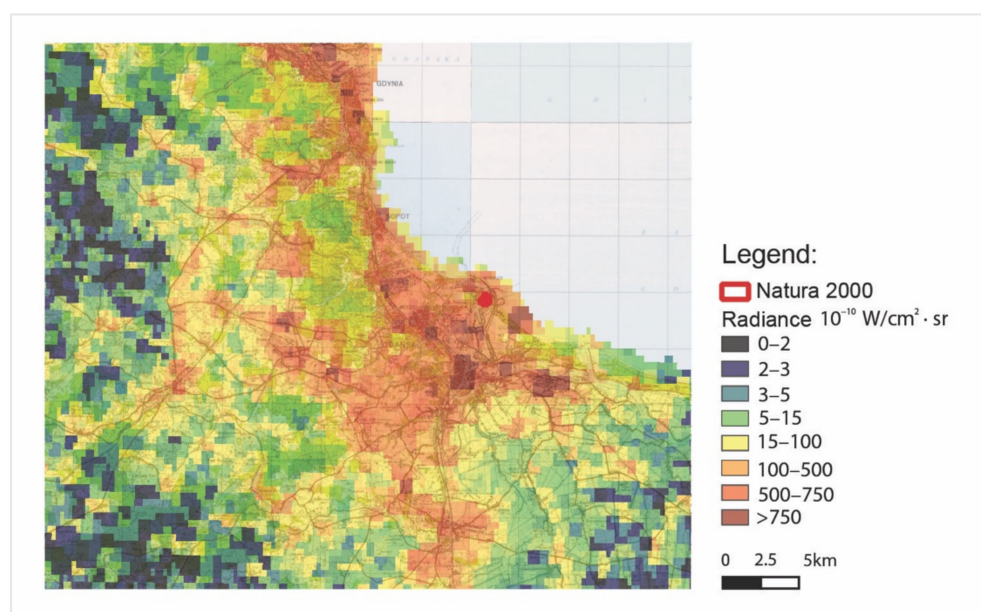 GDYNIA
Legend:
Natura 2000
Radiance 10⁻¹⁰ W/cm² · sr
0–2
2–3
3–5
5–15
15–100
100–500
500–750
>750
0 2.5 5km